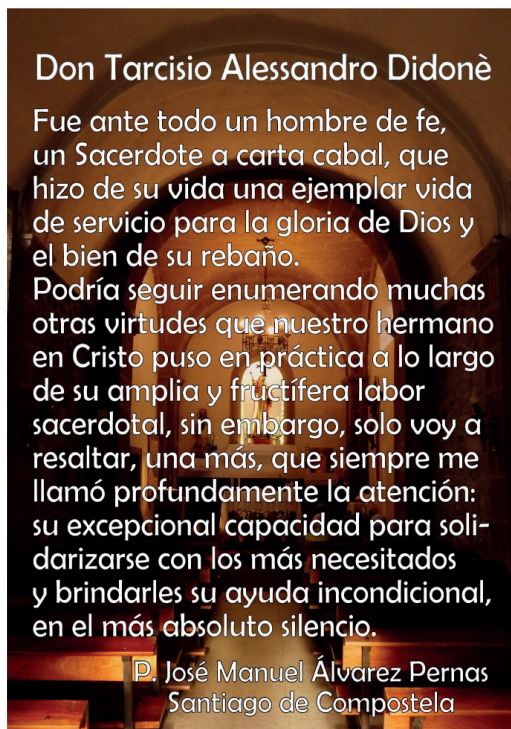 Don Tarcisio Alessandro Didonè
Fue ante todo un hombre de fe,
un Sacerdote a carta cabal, que
hizo de su vida una ejemplar vida
de servicio para la gloria de Dios y
el bien de su rebaño.
Podría seguir enumerando muchas
otras virtudes que nuestro hermano
en Cristo puso en práctica a lo largo
de su amplia y fructífera labor
sacerdotal, sin embargo, solo voy a
resaltar, una más, que siempre me
llamó profundamente la atención:
su excepcional capacidad para soli-
darizarse con los más necesitados
y brindarles su ayuda incondicional,
en el más absoluto silencio.
P. José Manuel Álvarez Pernas
Santiago de Compostela